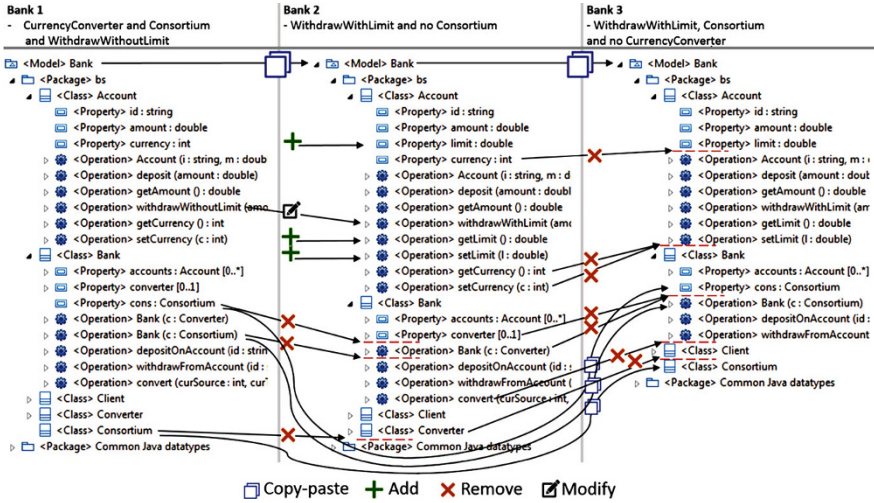 Bank 1
- CurrencyConverter and Consortium
and WithdrawWithoutLimit
<Model> Bank
<Package> bs
<Class> Account
<Property> id : string
<Property> amount : double
<Property> currency : int
<Operation> Account (i : string, m : doub
<Operation> deposit (amount : double)
<Operation> getAmount () : double
<Operation> withdrawWithoutLimit (amo
<Operation> getCurrency () : int
<Operation> setCurrency (c : int)
<Class> Bank
<Property> accounts : Account [0..*]
<Property> converter [0..1]
<Property> cons : Consortium
<Operation> Bank (c : Converter)
<Operation> Bank (c : Consortium)
<Operation> depositOnAccount (id : strin
<Operation> withdrawFromAccount (id :
<Operation> convert (curSource : int, cur
<Class> Client
<Class> Converter
<Class> Consortium
<Package> Common Java datatypes
Bank 2
- WithdrawWithLimit and no Consortium
<Model> Bank
<Package> bs
<Class> Account
<Property> id : string
<Property> amount : double
<Property> limit : double
<Property> currency : int
<Operation> Account (i : string, m : d
<Operation> deposit (amount : double)
<Operation> getAmount () : double
<Operation> withdrawWithLimit (amo
<Operation> getLimit () : double
<Operation> setLimit (l : double)
<Operation> getCurrency () : int
<Operation> setCurrency (c : int)
<Class> Bank
<Property> accounts : Account [0..*]
<Property> converter [0..1]
<Operation> Bank (c : Converter)
<Operation> depositOnAccount (id :
<Operation> withdrawFromAccount (
<Operation> convert (curSource : int,
<Class> Client
<Class> Converter
<Package> Common Java datatypes
Bank 3
- WithdrawWithLimit, Consortium
and no CurrencyConverter
<Model> Bank
<Package> bs
<Class> Account
<Property> id : string
<Property> amount : double
<Property> limit : double
<Operation> Account (i : string, m :
<Operation> deposit (amount : doubl
<Operation> getAmount () : double
<Operation> withdrawWithLimit (am
<Operation> getLimit () : double
<Operation> setLimit (l : double)
<Class> Bank
<Property> accounts : Account [0..*]
<Property> cons : Consortium
<Operation> Bank (c : Consortium)
<Operation> depositOnAccount (id
<Operation> withdrawFromAccount
<Class> Client
<Class> Consortium
<Package> Common Java datatypes
Copy-paste Add Remove Modify